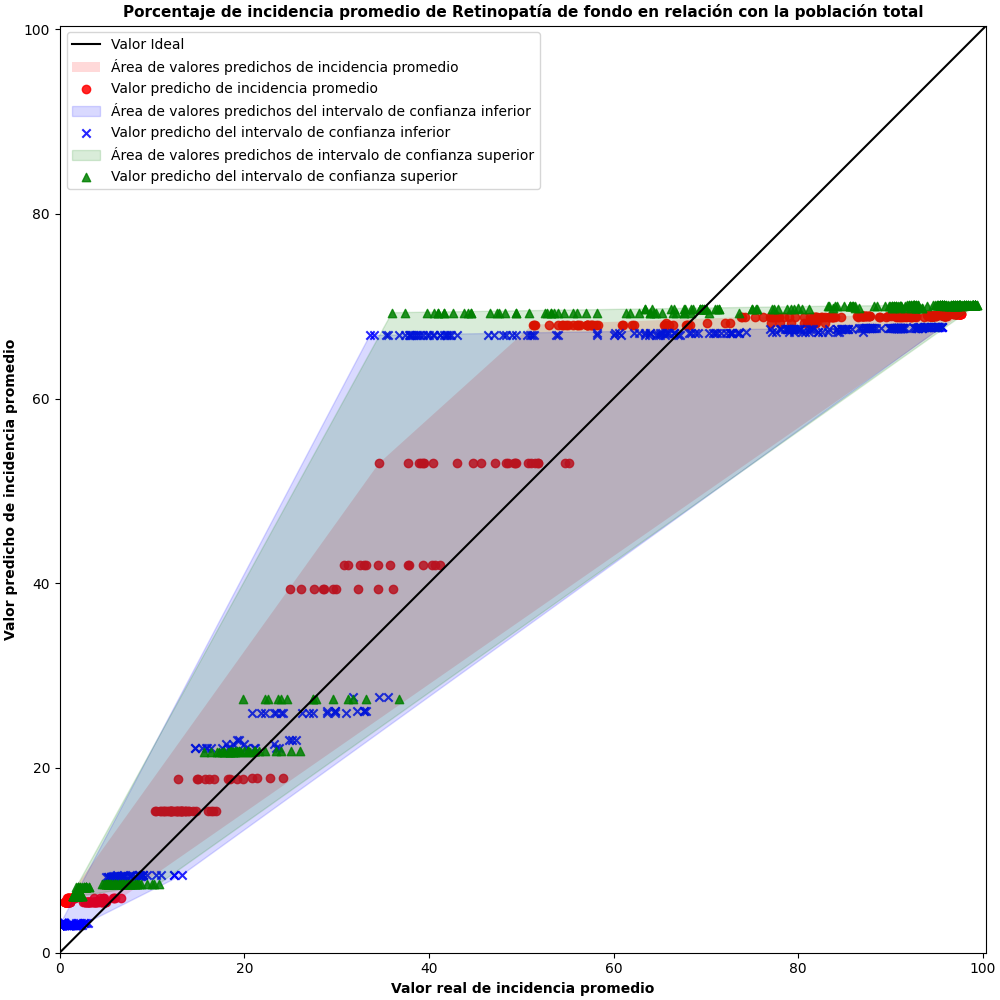 Porcentaje de incidencia promedio de Retinopatía de fondo en relación con la población total
100
Valor Ideal
Área de valores predichos de incidencia promedio
Valor predicho de incidencia promedio
Área de valores predichos del intervalo de confianza inferior
Valor predicho del intervalo de confianza inferior
Área de valores predichos de intervalo de confianza superior
Valor predicho del intervalo de confianza superior
80
60
40
20
0
Valor predicho de incidencia promedio
0 20 40 60 80 100
Valor real de incidencia promedio